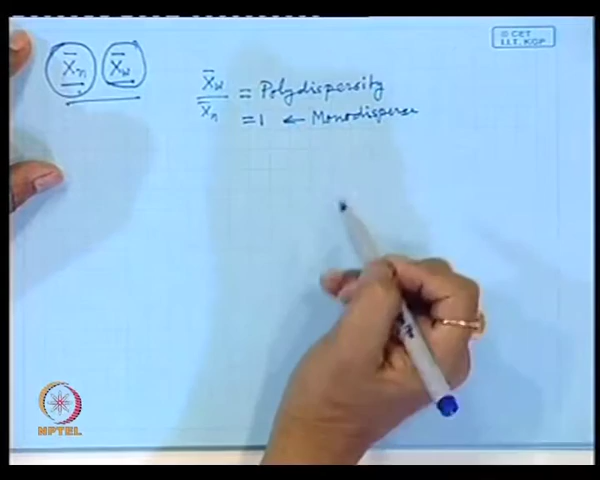 © CET
I.I.T, KGP
X̄n X̄w
X̄w / X̄n = Polydispersity
= 1 ← Monodisperse
NPTEL